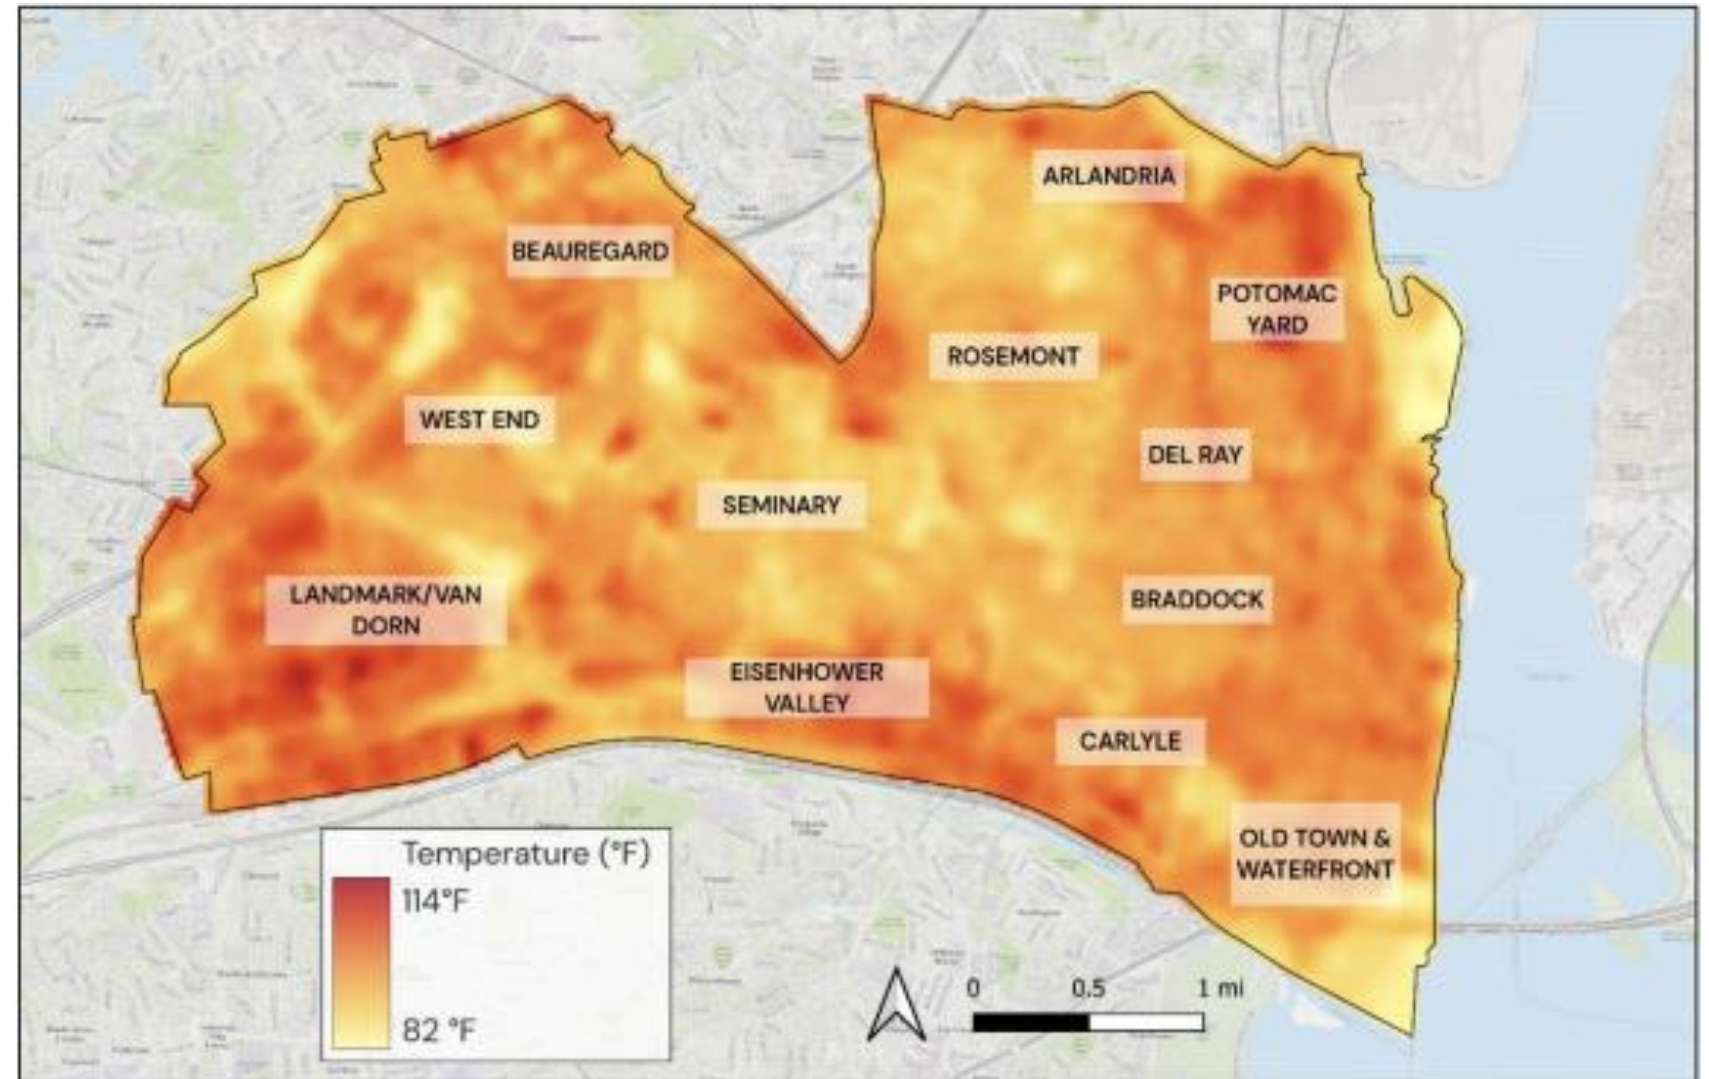 ARLANDRIA
BEAUREGARD
POTOMAC
YARD
ROSEMONT
WEST END
DEL RAY
SEMINARY
LANDMARK/VAN
DORN
BRADDOCK
EISENHOWER
VALLEY
CARLYLE
OLD TOWN &
WATERFRONT
Temperature (°F)
114°F
82 °F
0 0.5 1 mi